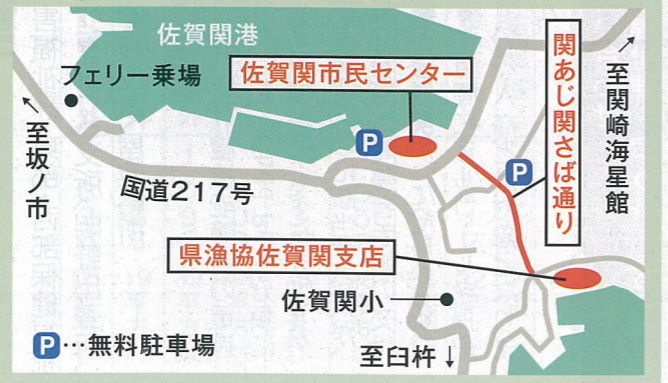 佐賀関港
フェリー乗場
佐賀関市民センター
関あじ関さば通り
至関崎海星館
至坂ノ市
P
P
国道217号
県漁協佐賀関支店
佐賀関小
P…無料駐車場
至臼杵